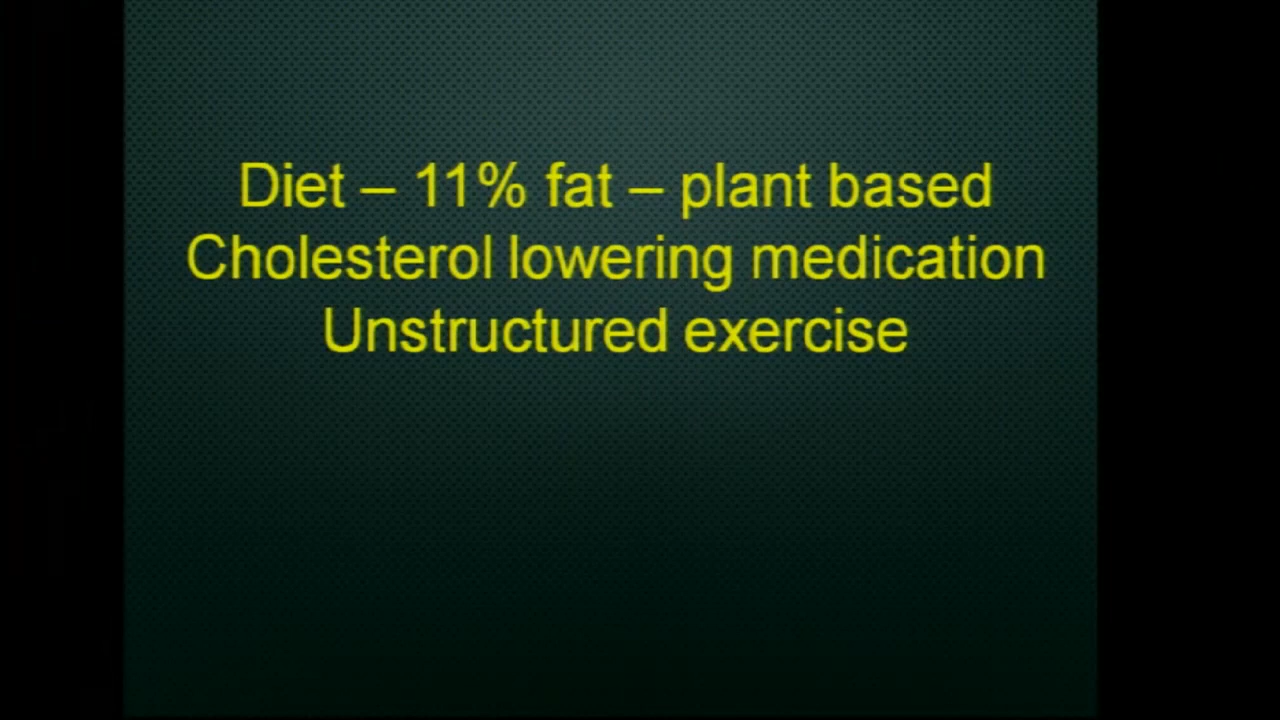 Diet – 11% fat – plant based
Cholesterol lowering medication
Unstructured exercise